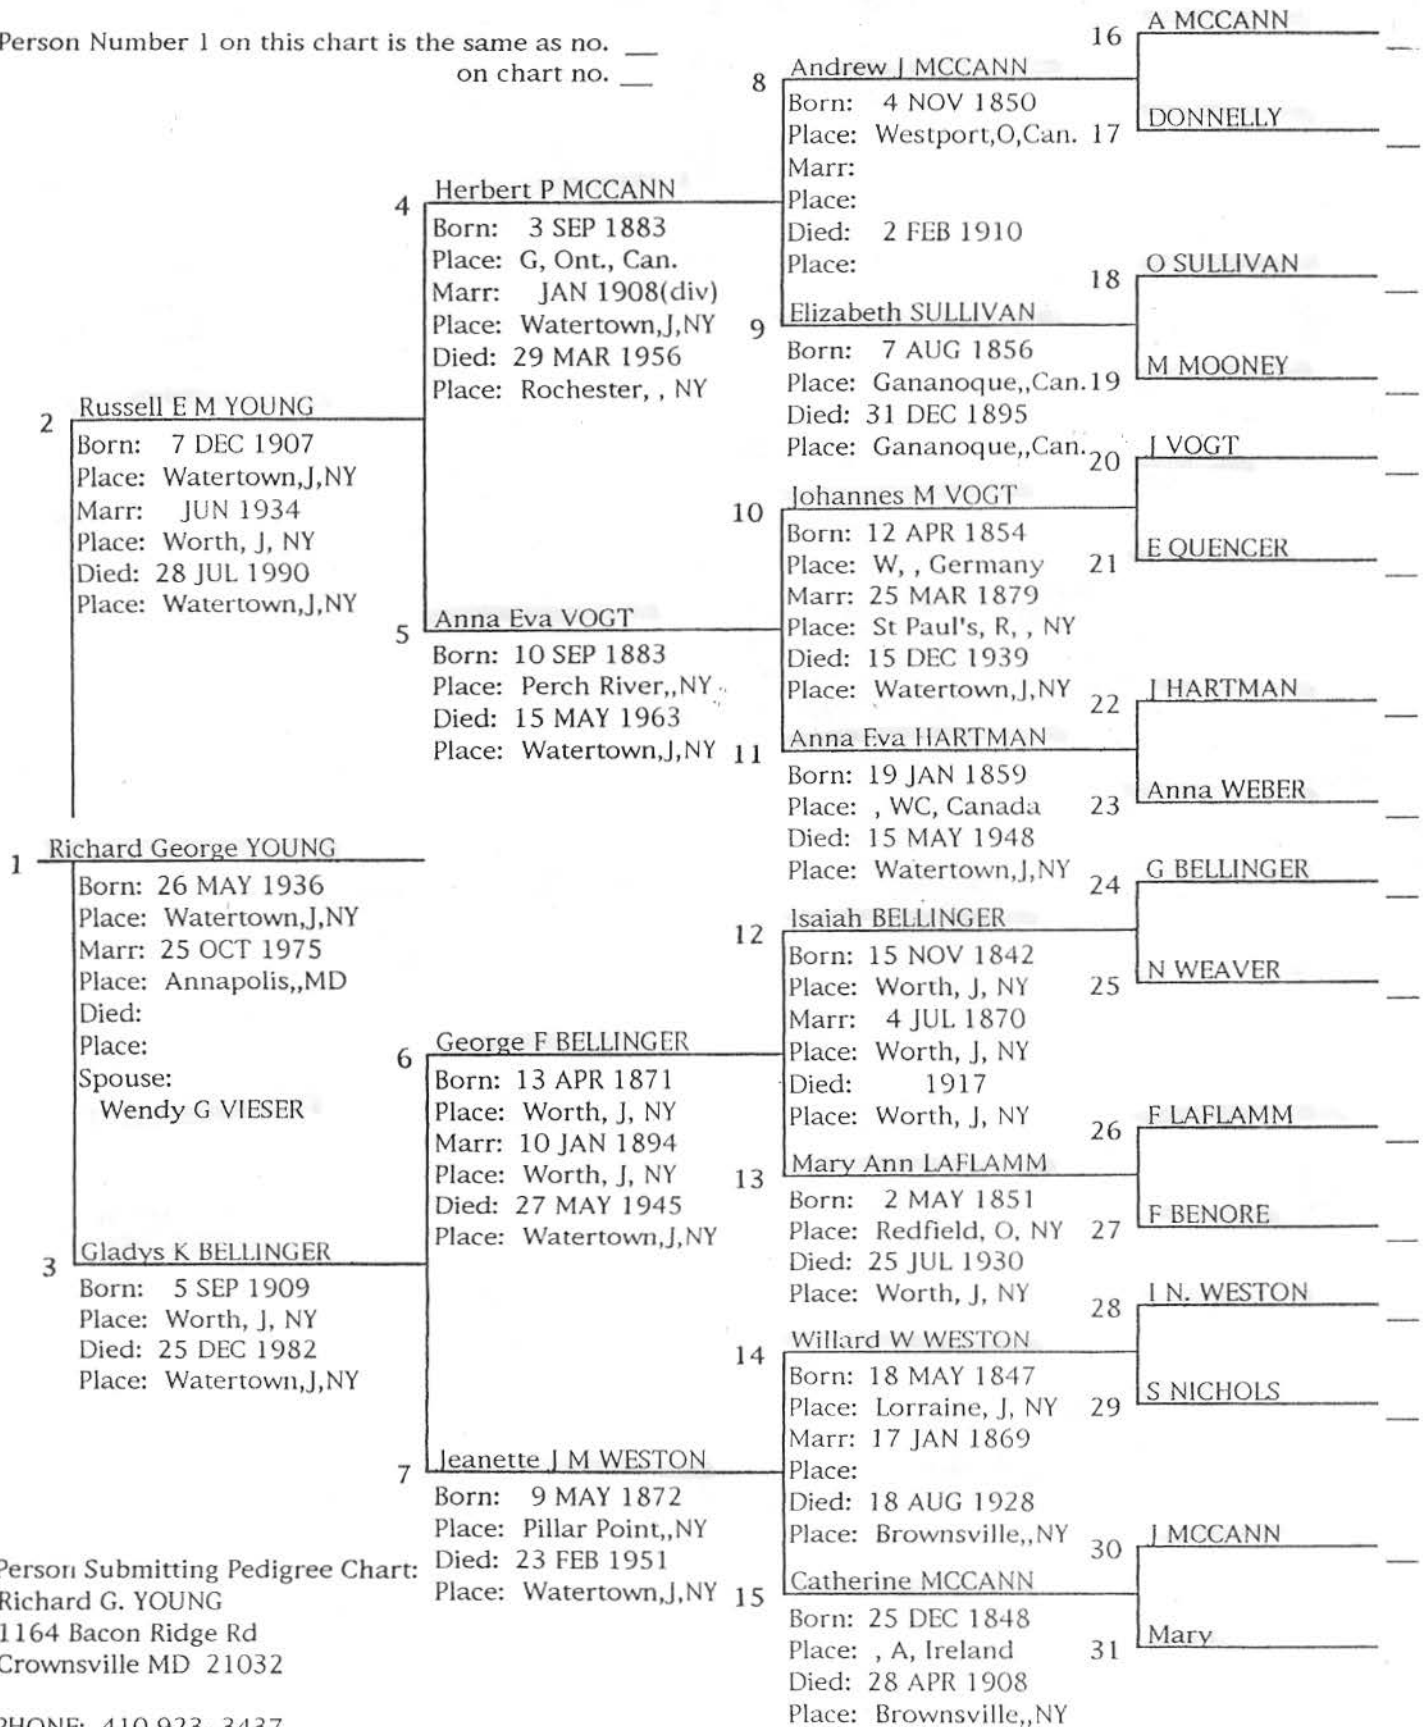 Person Number 1 on this chart is the same as no. __
on chart no. __
16 A MCCANN
8 Andrew J MCCANN
Born: 4 NOV 1850
Place: Westport,O,Can.
Marr:
Place:
Died: 2 FEB 1910
Place:
17 DONNELLY
4 Herbert P MCCANN
Born: 3 SEP 1883
Place: G, Ont., Can.
Marr: JAN 1908(div)
Place: Watertown,J,NY
Died: 29 MAR 1956
Place: Rochester, , NY
18 O SULLIVAN
9 Elizabeth SULLIVAN
Born: 7 AUG 1856
Place: Gananoque,,Can.
Died: 31 DEC 1895
Place: Gananoque,,Can.
19 M MOONEY
2 Russell E M YOUNG
Born: 7 DEC 1907
Place: Watertown,J,NY
Marr: JUN 1934
Place: Worth, J, NY
Died: 28 JUL 1990
Place: Watertown,J,NY
20 J VOGT
10 Johannes M VOGT
Born: 12 APR 1854
Place: W, , Germany
Marr: 25 MAR 1879
Place: St Paul's, R, , NY
Died: 15 DEC 1939
Place: Watertown,J,NY
21 E QUENCER
5 Anna Eva VOGT
Born: 10 SEP 1883
Place: Perch River,,NY
Died: 15 MAY 1963
Place: Watertown,J,NY
22 J HARTMAN
11 Anna Eva HARTMAN
Born: 19 JAN 1859
Place: , WC, Canada
Died: 15 MAY 1948
Place: Watertown,J,NY
23 Anna WEBER
1 Richard George YOUNG
Born: 26 MAY 1936
Place: Watertown,J,NY
Marr: 25 OCT 1975
Place: Annapolis,,MD
Died:
Place:
Spouse:
Wendy G VIESER
24 G BELLINGER
12 Isaiah BELLINGER
Born: 15 NOV 1842
Place: Worth, J, NY
Marr: 4 JUL 1870
Place: Worth, J, NY
Died: 1917
Place: Worth, J, NY
25 N WEAVER
6 George F BELLINGER
Born: 13 APR 1871
Place: Worth, J, NY
Marr: 10 JAN 1894
Place: Worth, J, NY
Died: 27 MAY 1945
Place: Watertown,J,NY
26 F LAFLAMM
13 Mary Ann LAFLAMM
Born: 2 MAY 1851
Place: Redfield, O, NY
Died: 25 JUL 1930
Place: Worth, J, NY
27 F BENORE
3 Gladys K BELLINGER
Born: 5 SEP 1909
Place: Worth, J, NY
Died: 25 DEC 1982
Place: Watertown,J,NY
28 I N. WESTON
14 Willard W WESTON
Born: 18 MAY 1847
Place: Lorraine, J, NY
Marr: 17 JAN 1869
Place:
Died: 18 AUG 1928
Place: Brownsville,,NY
29 S NICHOLS
7 Jeanette J M WESTON
Born: 9 MAY 1872
Place: Pillar Point,,NY
Died: 23 FEB 1951
Place: Watertown,J,NY
30 J MCCANN
15 Catherine MCCANN
Born: 25 DEC 1848
Place: , A, Ireland
Died: 28 APR 1908
Place: Brownsville,,NY
31 Mary
Person Submitting Pedigree Chart:
Richard G. YOUNG
1164 Bacon Ridge Rd
Crownsville MD 21032
PHONE: 410 923-3437